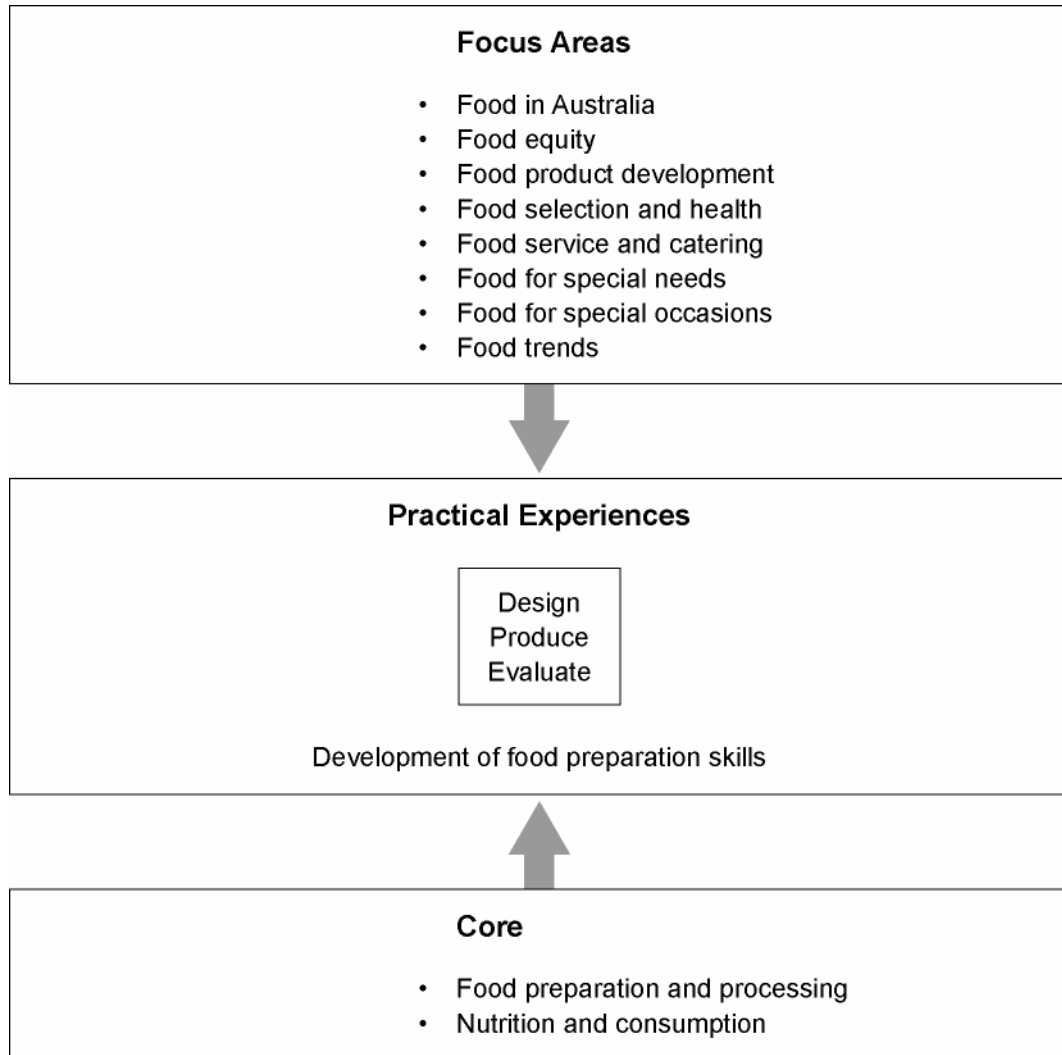 Focus Areas
• Food in Australia
• Food equity
• Food product development
• Food selection and health
• Food service and catering
• Food for special needs
• Food for special occasions
• Food trends
Practical Experiences
Design
Produce
Evaluate
Development of food preparation skills
Core
• Food preparation and processing
• Nutrition and consumption